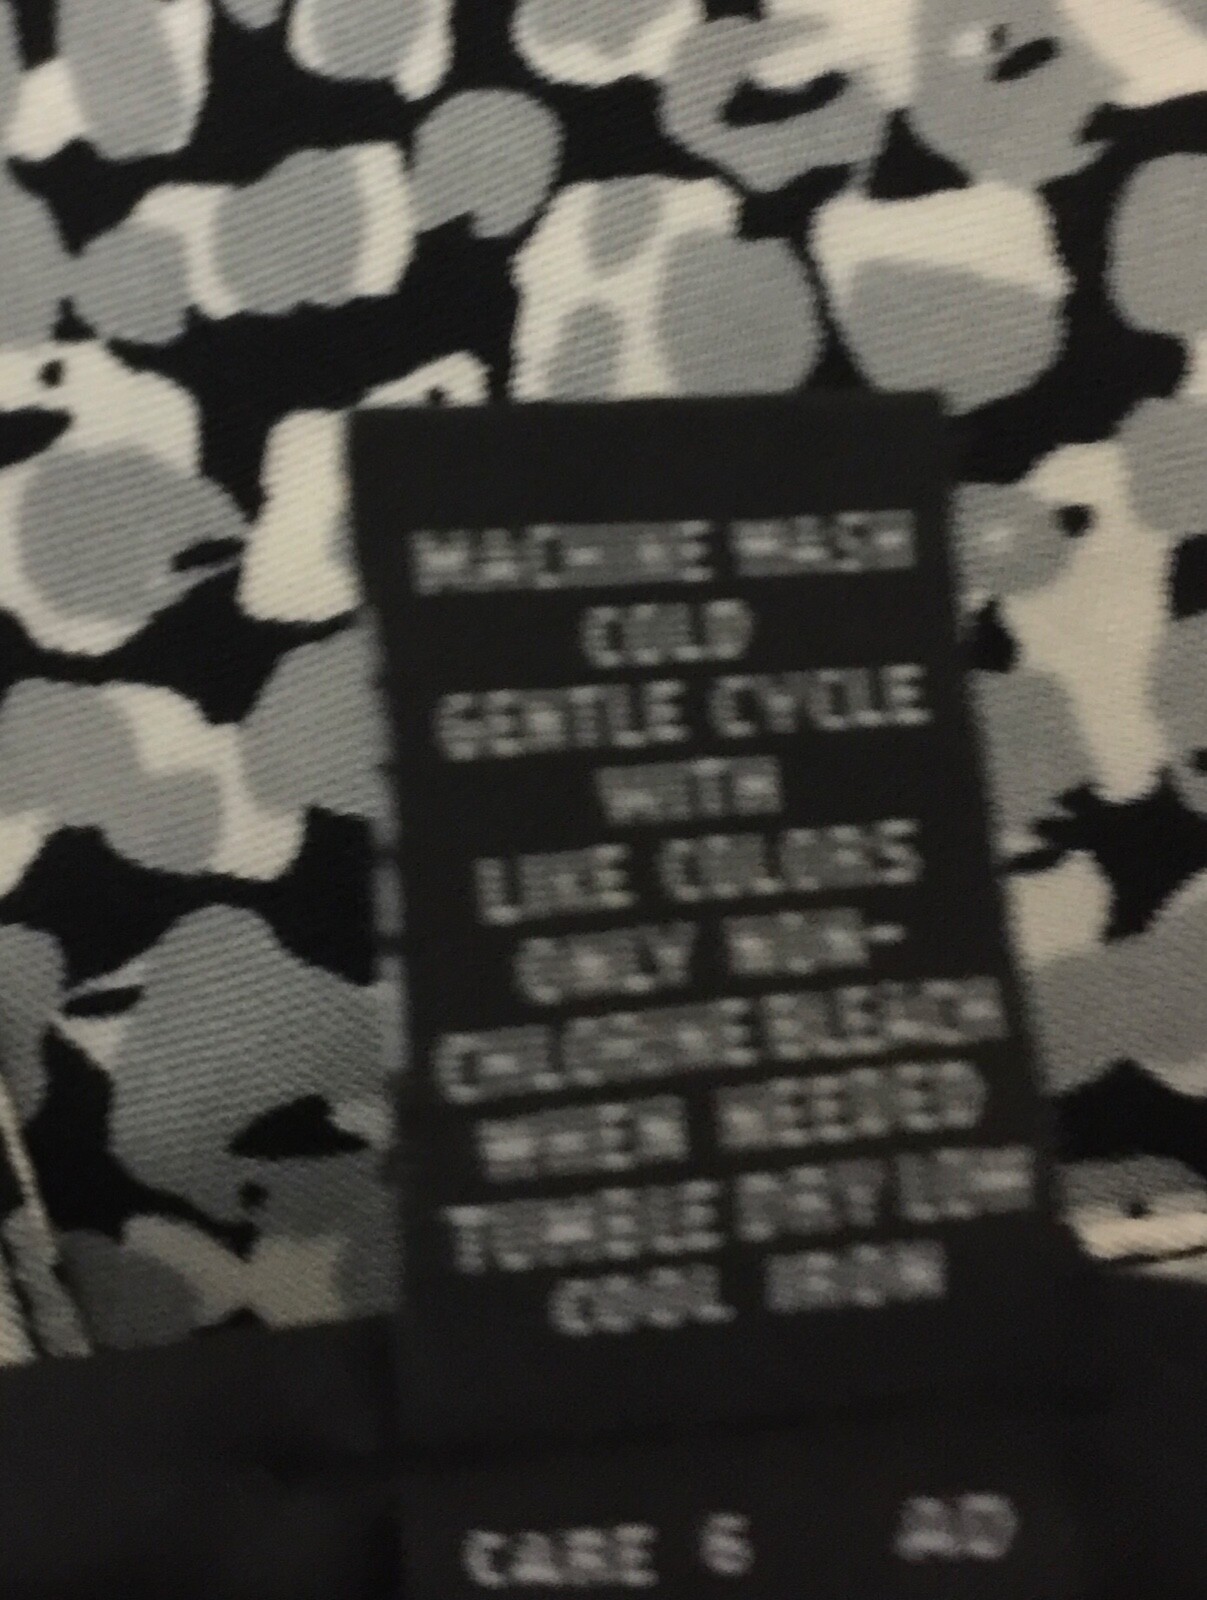 MACHINE WASH
COLD
GENTLE CYCLE
WITH
LIKE COLORS
ONLY NON-
CHLORINE BLEACH
WHEN NEEDED
TUMBLE DRY LOW
COOL IRON
CARE 6 AD